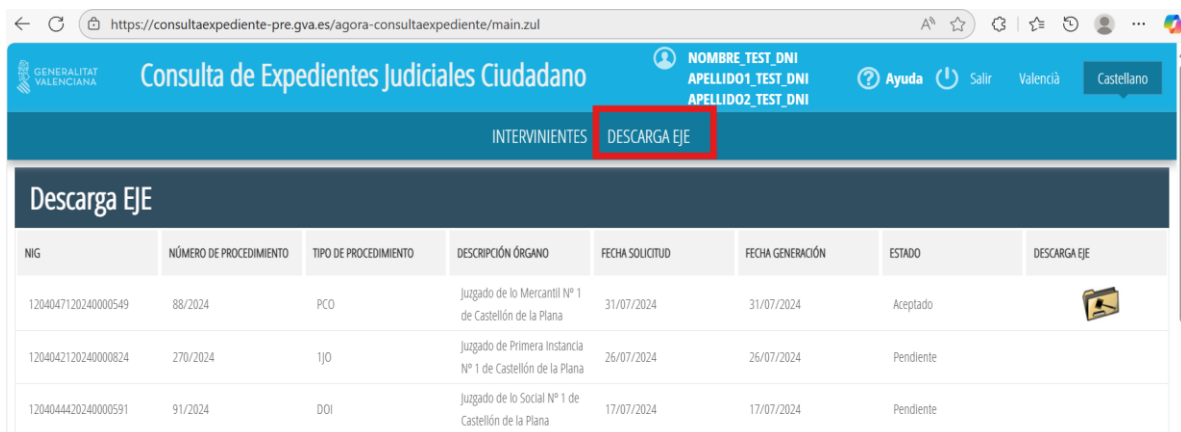 https://consultaexpediente-pre.gva.es/agora-consultaexpediente/main.zul
GENERALITAT
VALENCIANA
Consulta de Expedientes Judiciales Ciudadano
NOMBRE_TEST_DNI
APELLIDO1_TEST_DNI
APELLIDO2_TEST_DNI
Ayuda
Salir
Valencià
Castellano
INTERVINIENTES DESCARGA EJE
Descarga EJE
NIG NÚMERO DE PROCEDIMIENTO TIPO DE PROCEDIMIENTO DESCRIPCIÓN ÓRGANO FECHA SOLICITUD FECHA GENERACIÓN ESTADO DESCARGA EJE
1204047120240000549 88/2024 PCO Juzgado de lo Mercantil Nº 1
de Castellón de la Plana 31/07/2024 31/07/2024 Aceptado
1204042120240000824 270/2024 1JO Juzgado de Primera Instancia
Nº 1 de Castellón de la Plana 26/07/2024 26/07/2024 Pendiente
1204044420240000591 91/2024 DOI Juzgado de lo Social Nº 1 de
Castellón de la Plana 17/07/2024 17/07/2024 Pendiente